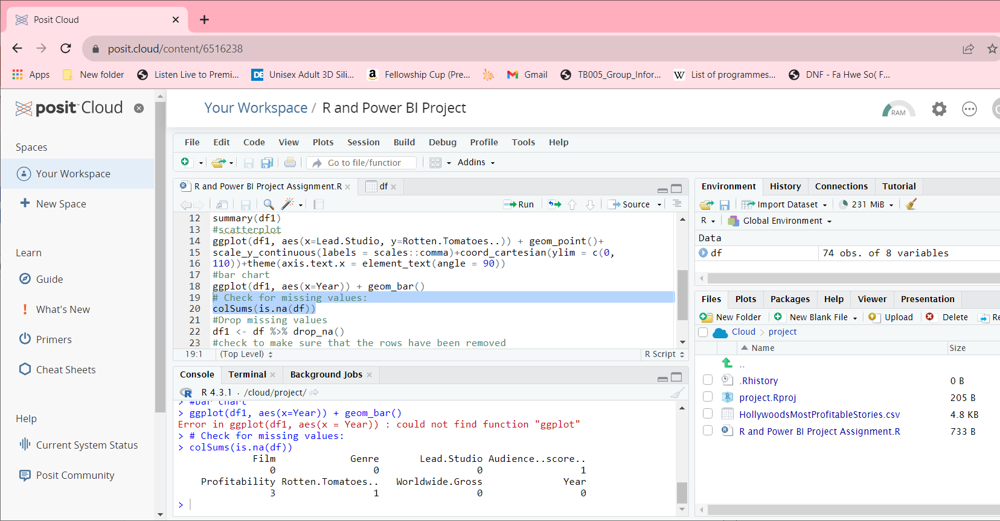 Posit Cloud
posit.cloud/content/6516238
Apps New folder Listen Live to Premi... DE Unisex Adult 3D Sili... Fellowship Cup (Pre... Gmail TB005_Group_Infor... W List of programmes... DNF - Fa Hwe So( F...
posit Cloud
Your Workspace / R and Power BI Project
RAM
Spaces
Your Workspace
New Space
Learn
Guide
What's New
Primers
Cheat Sheets
Help
Current System Status
Posit Community
File Edit Code View Plots Session Build Debug Profile Tools Help
Go to file/function Addins
R and Power BI Project Assignment.R df
Run Source
12 summary(df1)
13 #scatterplot
14 ggplot(df1, aes(x=Lead.Studio, y=Rotten.Tomatoes..)) + geom_point()+
15 scale_y_continuous(labels = scales::comma)+coord_cartesian(ylim = c(0,
16 110))+theme(axis.text.x = element_text(angle = 90))
17 #bar chart
18 ggplot(df1, aes(x=Year)) + geom_bar()
19 # Check for missing values:
20 colSums(is.na(df))
21 #Drop missing values
22 df1 <- df %>% drop_na()
23 #check to make sure that the rows have been removed
19:1 (Top Level) R Script
Console Terminal Background Jobs
R 4.3.1 · /cloud/project/
> #bar chart
> ggplot(df1, aes(x=Year)) + geom_bar()
Error in ggplot(df1, aes(x = Year)) : could not find function "ggplot"
> # Check for missing values:
> colSums(is.na(df))
Film Genre Lead.Studio Audience..score..
0 0 0 1
Profitability Rotten.Tomatoes.. Worldwide.Gross Year
3 1 0 0
>
Environment History Connections Tutorial
Import Dataset 231 MiB
R Global Environment
Data
df 74 obs. of 8 variables
Files Plots Packages Help Viewer Presentation
New Folder New Blank File Upload Delete Re
Cloud > project
Name Size
..
.Rhistory 0 B
project.Rproj 205 B
HollywoodsMostProfitableStories.csv 4.8 KB
R and Power BI Project Assignment.R 733 B